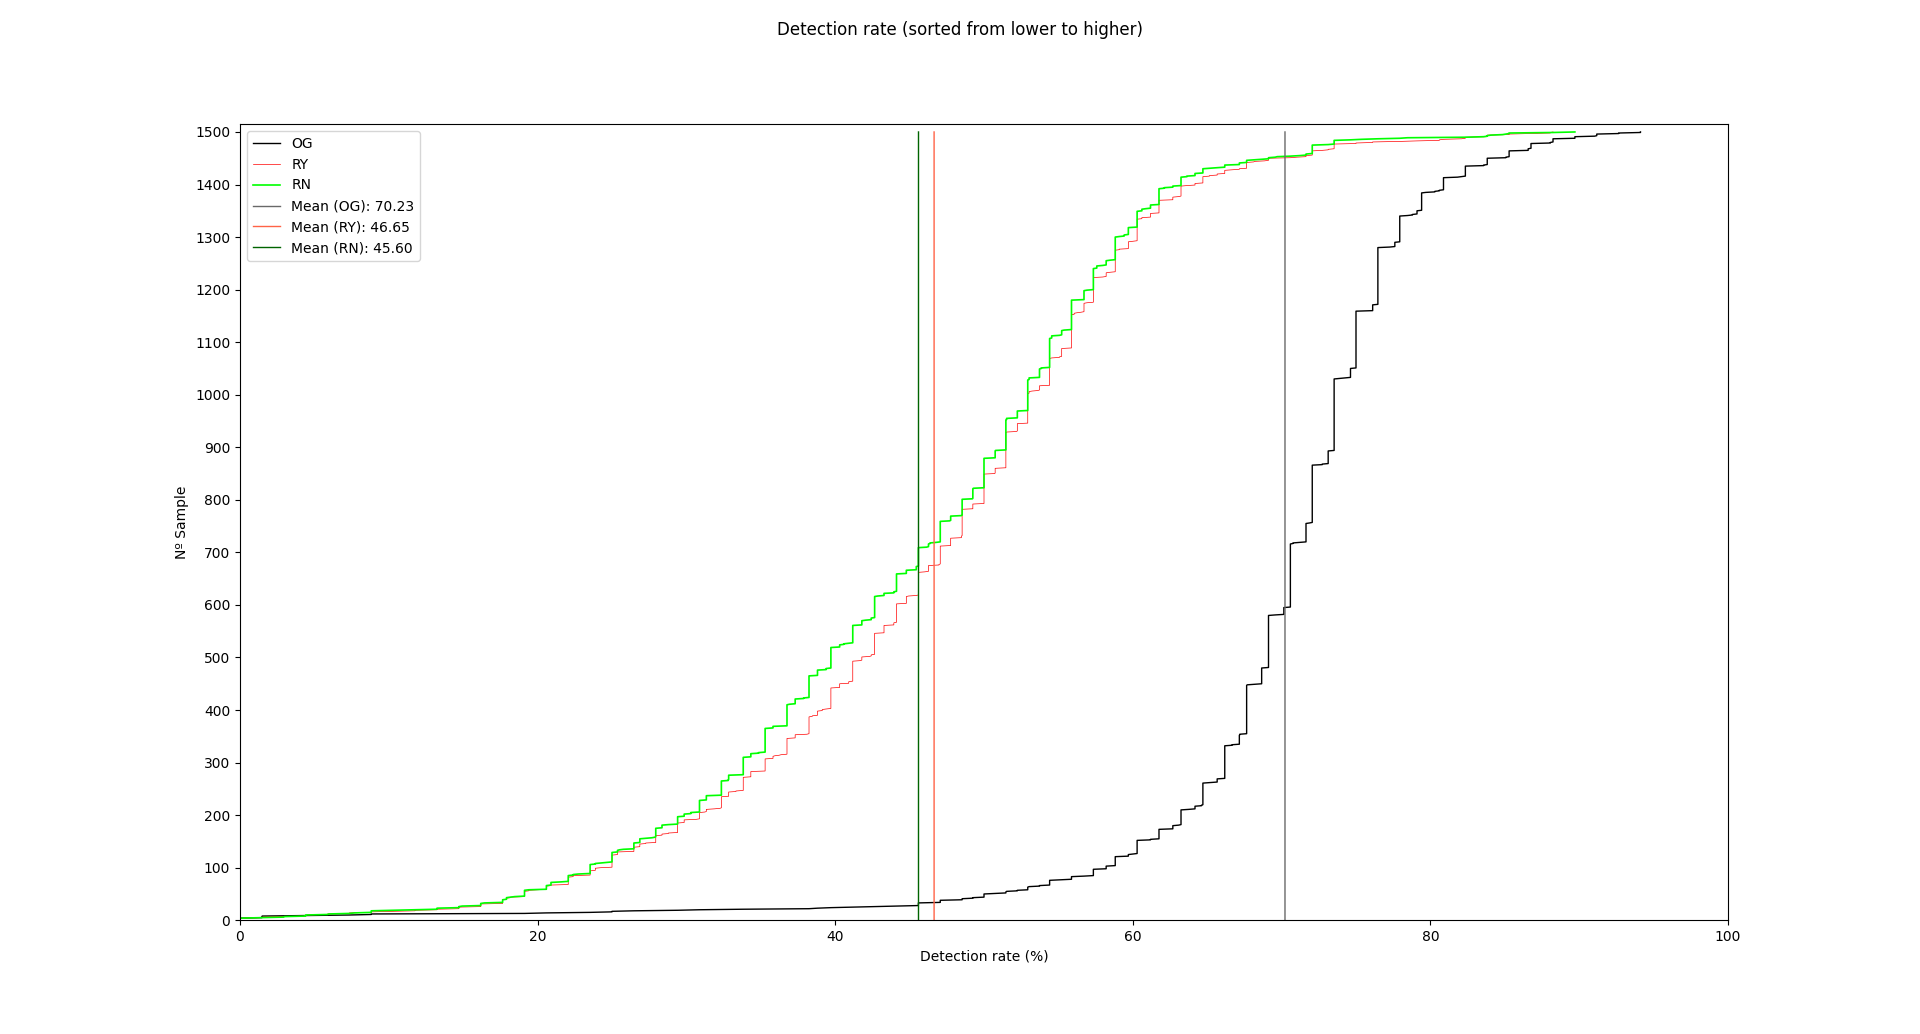 Detection rate (sorted from lower to higher)
OG
RY
RN
Mean (OG): 70.23
Mean (RY): 46.65
Mean (RN): 45.60
1500
1400
1300
1200
1100
1000
900
800
700
600
500
400
300
200
100
0
Nº Sample
0 20 40 60 80 100
Detection rate (%)